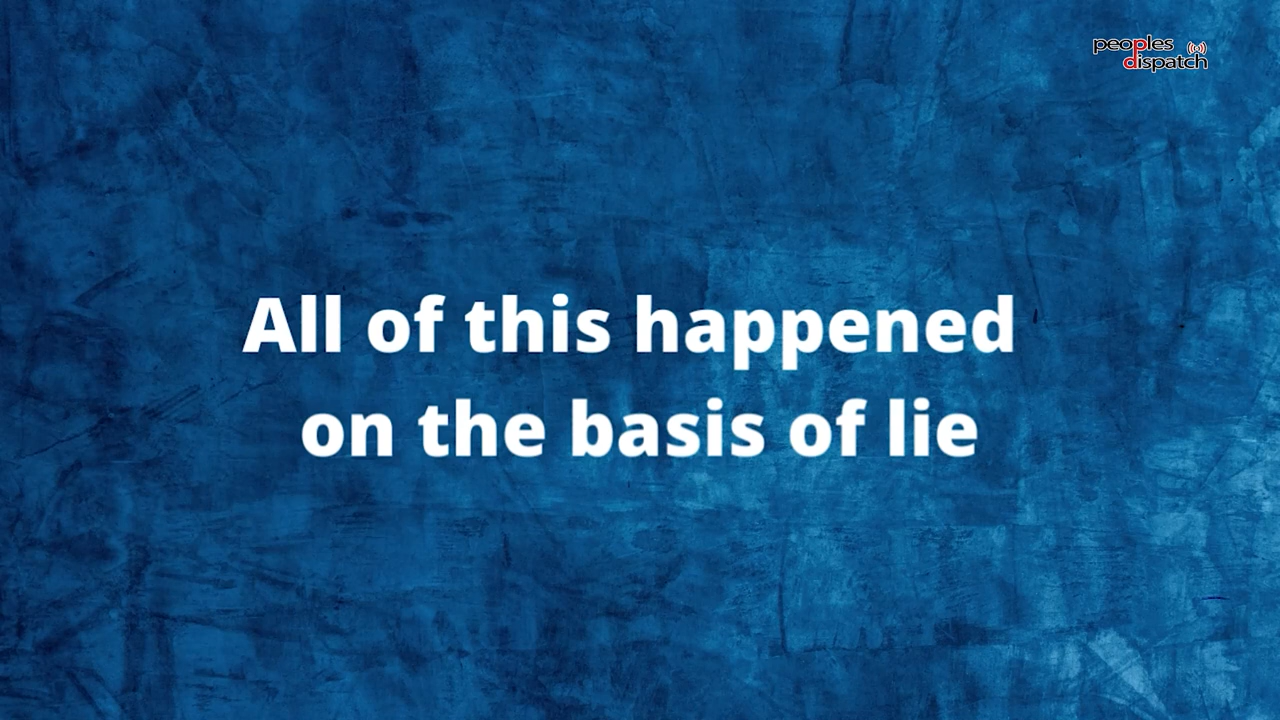 peoples
dispatch
All of this happened
on the basis of lie